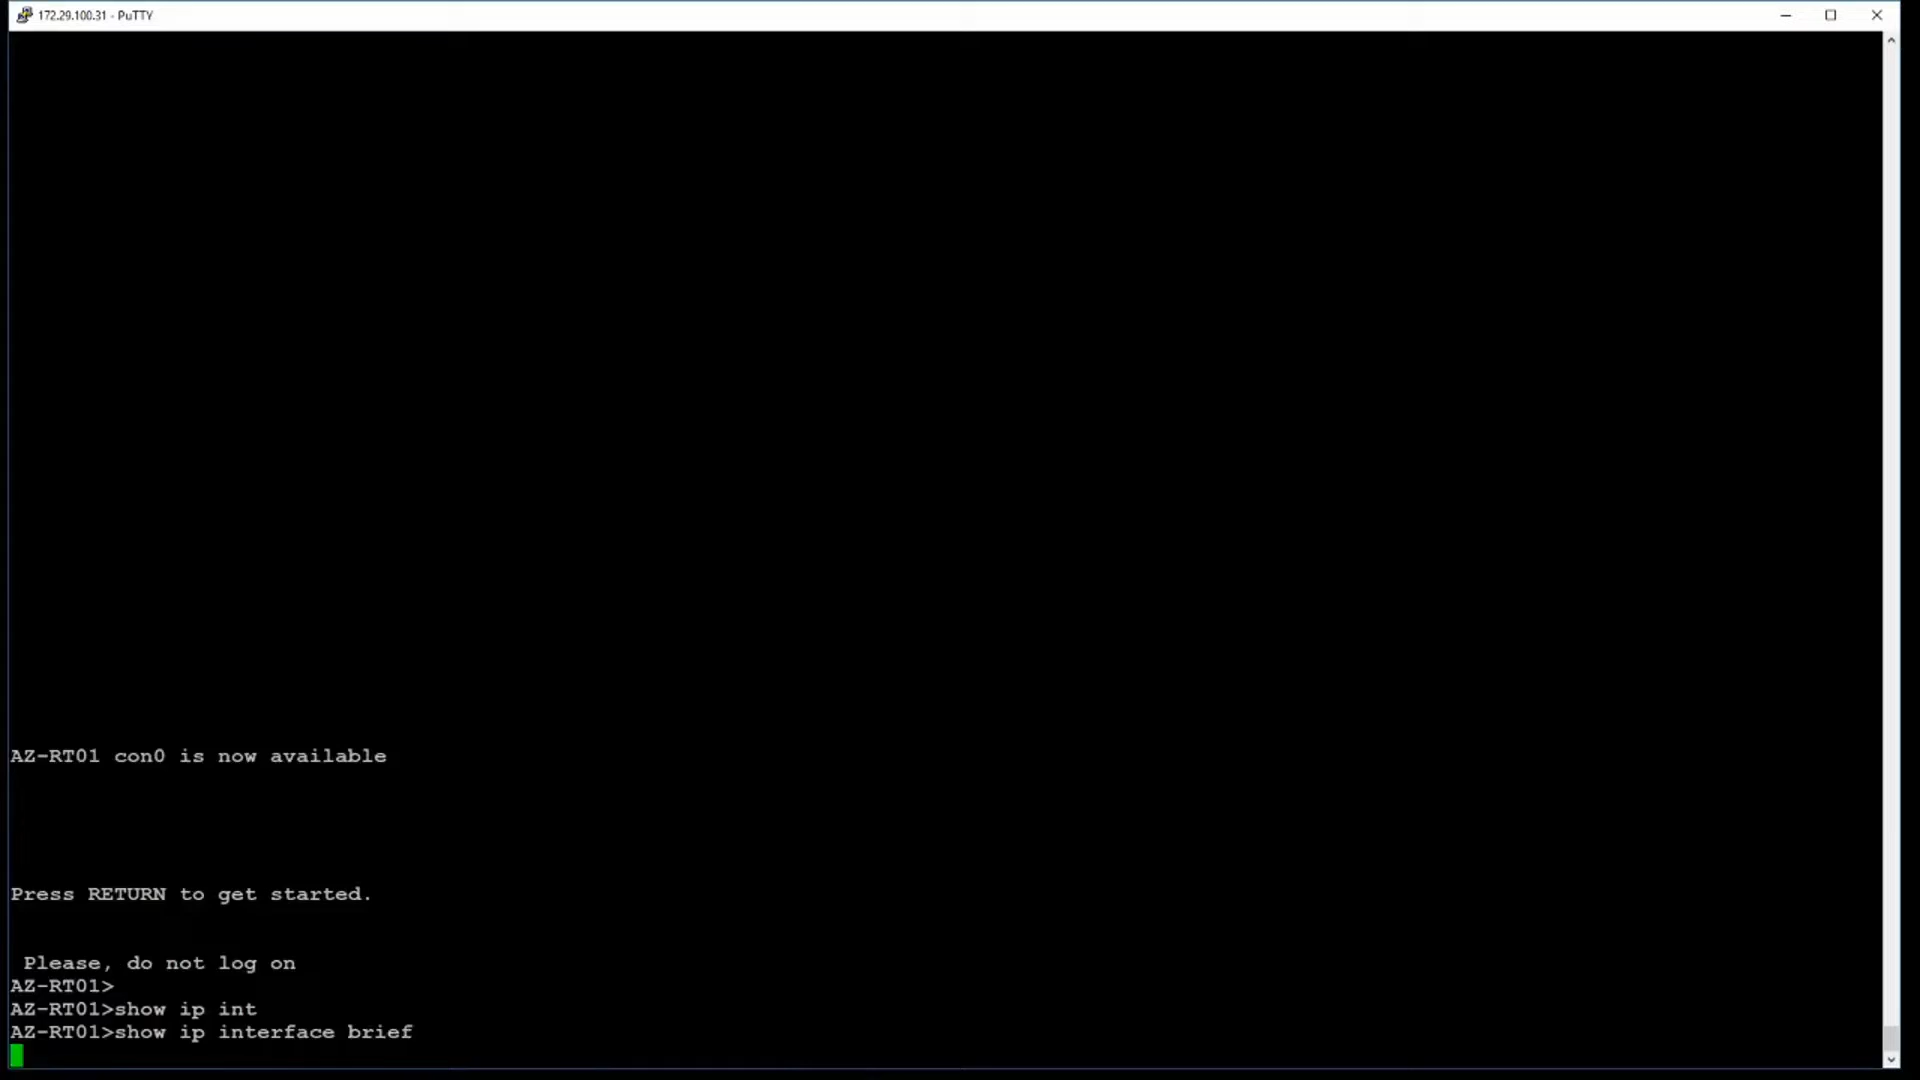 172.29.100.31 - PuTTY
AZ-RT01 con0 is now available
Press RETURN to get started.
Please, do not log on
AZ-RT01>
AZ-RT01>show ip int
AZ-RT01>show ip interface brief